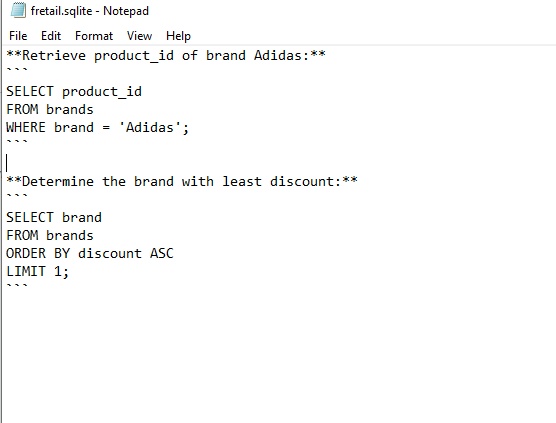 fretail.sqlite - Notepad
File Edit Format View Help
**Retrieve product_id of brand Adidas:**
```
SELECT product_id
FROM brands
WHERE brand = 'Adidas';
```
**Determine the brand with least discount:**
```
SELECT brand
FROM brands
ORDER BY discount ASC
LIMIT 1;
```